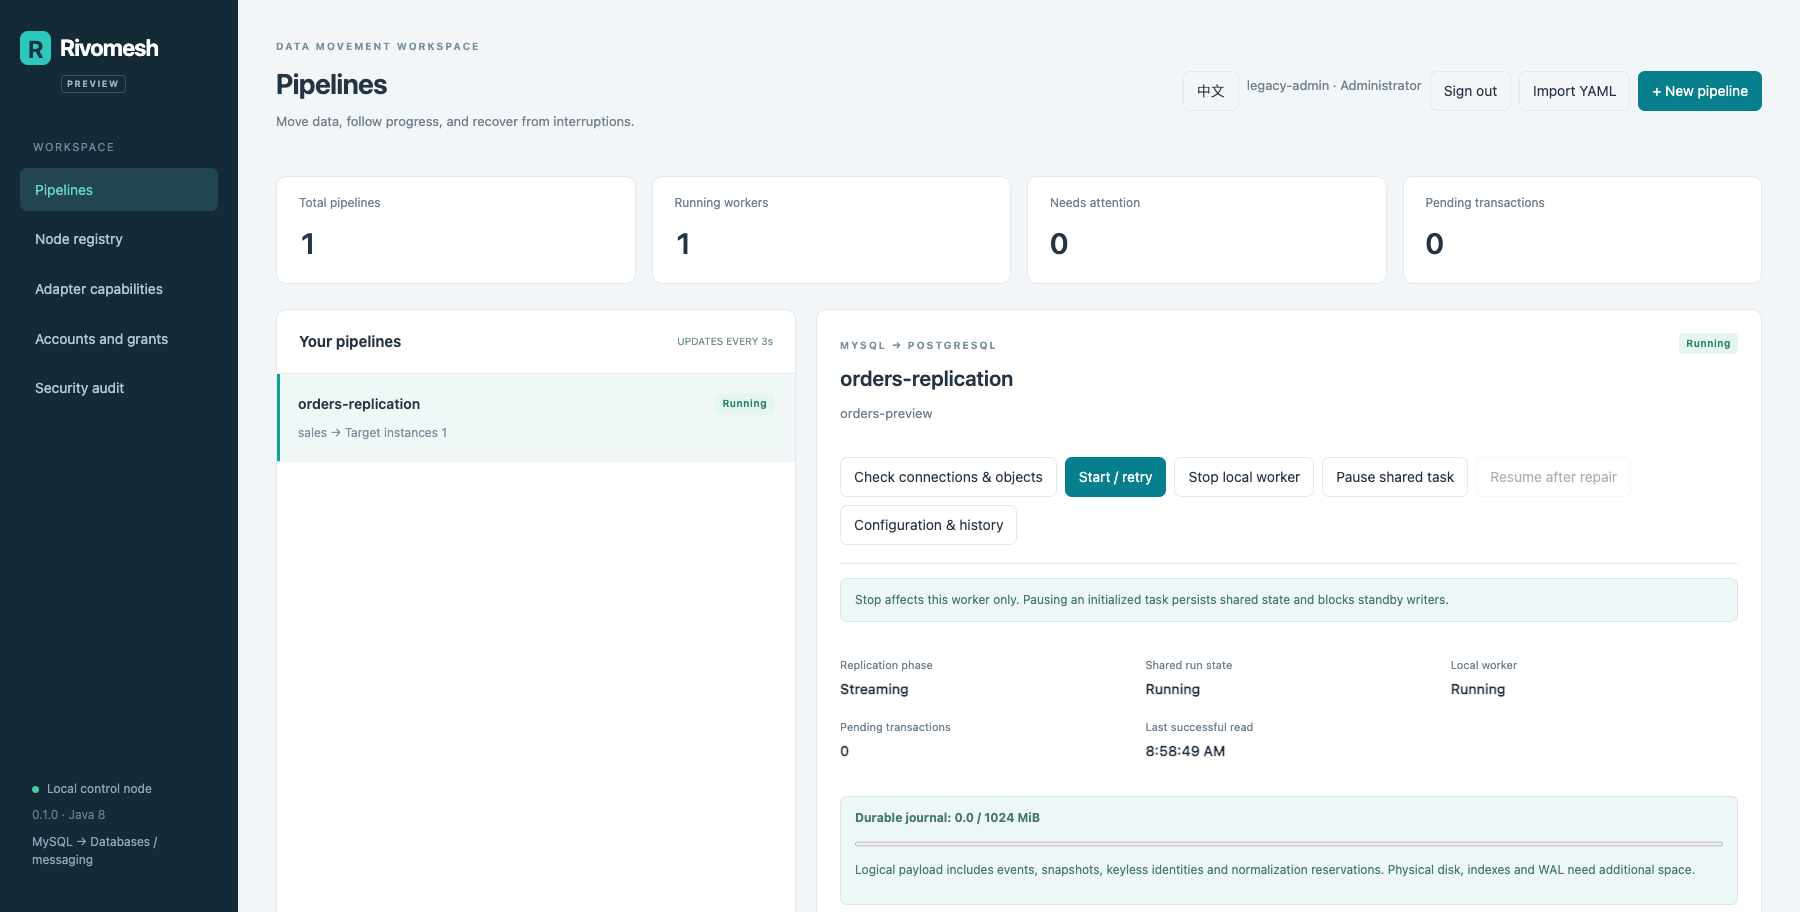 R Rivomesh
PREVIEW
WORKSPACE
Pipelines
Node registry
Adapter capabilities
Accounts and grants
Security audit
Local control node
0.1.0 · Java 8
MySQL → Databases /
messaging
DATA MOVEMENT WORKSPACE
Pipelines
Move data, follow progress, and recover from interruptions.
中文
legacy-admin · Administrator
Sign out
Import YAML
+ New pipeline
Total pipelines
1
Running workers
1
Needs attention
0
Pending transactions
0
Your pipelines
UPDATES EVERY 3s
orders-replication
Running
sales → Target instances 1
MYSQL → POSTGRESQL
Running
orders-replication
orders-preview
Check connections & objects
Start / retry
Stop local worker
Pause shared task
Resume after repair
Configuration & history
Stop affects this worker only. Pausing an initialized task persists shared state and blocks standby writers.
Replication phase
Streaming
Shared run state
Running
Local worker
Running
Pending transactions
0
Last successful read
8:58:49 AM
Durable journal: 0.0 / 1024 MiB
Logical payload includes events, snapshots, keyless identities and normalization reservations. Physical disk, indexes and WAL need additional space.